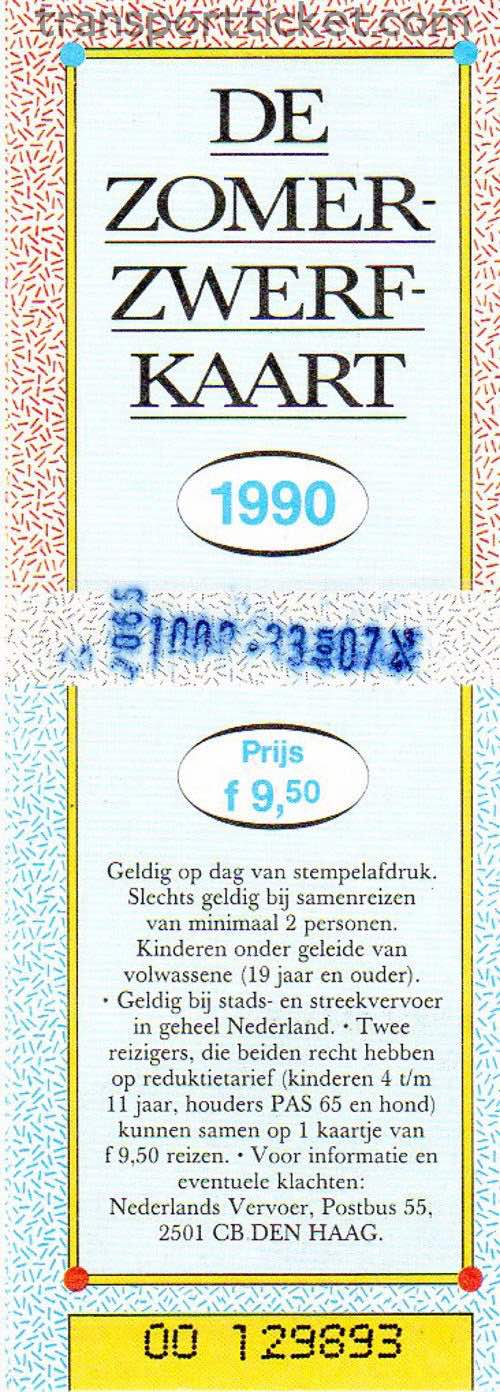 transportticket.com
DE
ZOMER-
ZWERF-
KAART
1990
Prijs
f 9,50
Geldig op dag van stempelafdruk.
Slechts geldig bij samenreizen
van minimaal 2 personen.
Kinderen onder geleide van
volwassene (19 jaar en ouder).
• Geldig bij stads- en streekvervoer
in geheel Nederland. • Twee
reizigers, die beiden recht hebben
op reduktietarief (kinderen 4 t/m
11 jaar, houders PAS 65 en hond)
kunnen samen op 1 kaartje van
f 9,50 reizen. • Voor informatie en
eventuele klachten:
Nederlands Vervoer, Postbus 55,
2501 CB DEN HAAG.
00 129893